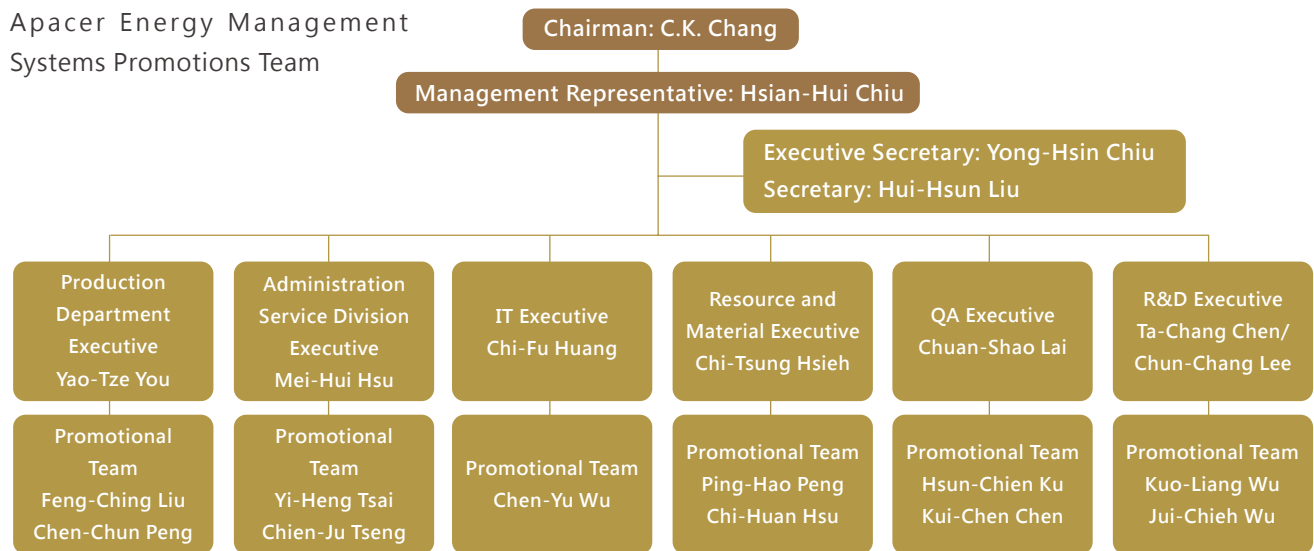 Apacer Energy Management
Systems Promotions Team
Chairman: C.K. Chang
Management Representative: Hsian-Hui Chiu
Executive Secretary: Yong-Hsin Chiu
Secretary: Hui-Hsun Liu
Production
Department
Executive
Yao-Tze You
Administration
Service Division
Executive
Mei-Hui Hsu
IT Executive
Chi-Fu Huang
Resource and
Material Executive
Chi-Tsung Hsieh
QA Executive
Chuan-Shao Lai
R&D Executive
Ta-Chang Chen/
Chun-Chang Lee
Promotional
Team
Feng-Ching Liu
Chen-Chun Peng
Promotional
Team
Yi-Heng Tsai
Chien-Ju Tseng
Promotional Team
Chen-Yu Wu
Promotional Team
Ping-Hao Peng
Chi-Huan Hsu
Promotional Team
Hsun-Chien Ku
Kui-Chen Chen
Promotional Team
Kuo-Liang Wu
Jui-Chieh Wu